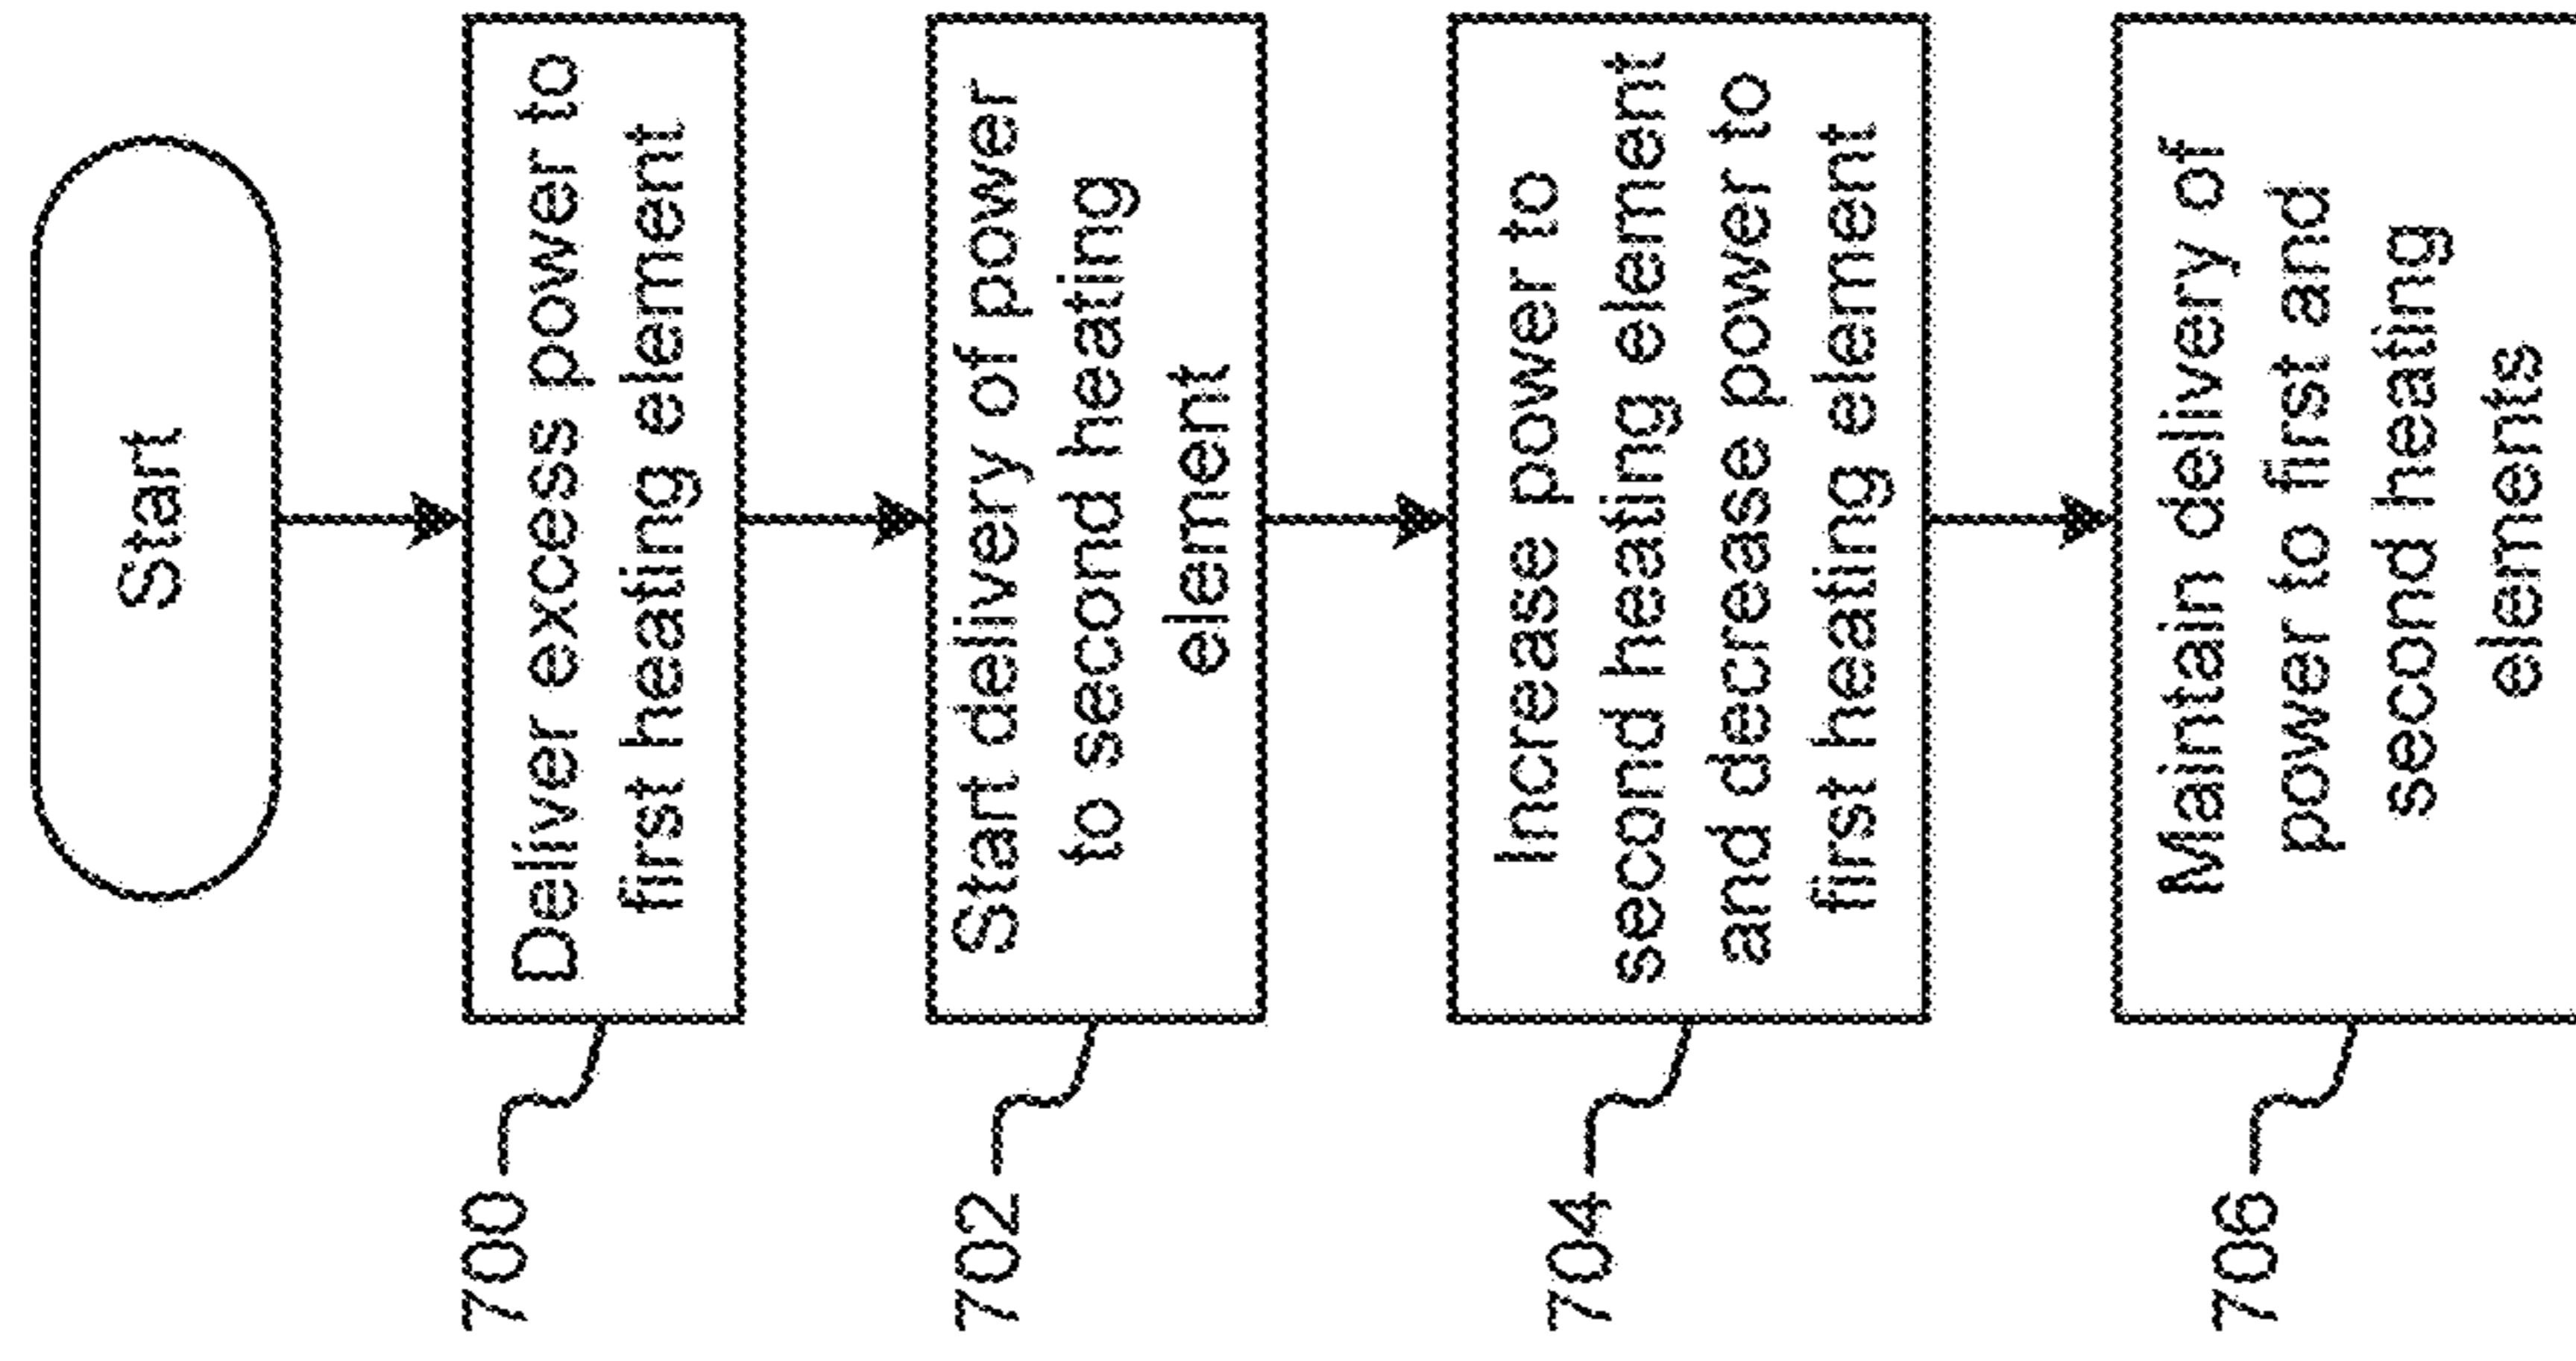 Start
700
Deliver excess power to
first heating element
702
Start delivery of power
to second heating
element
704
Increase power to
second heating element
and decrease power to
first heating element
706
Maintain delivery of
power to first and
second heating
elements